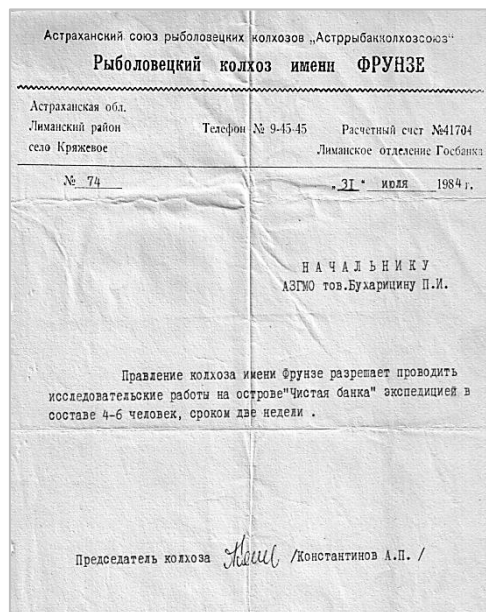 Астраханский союз рыболовецких колхозов „Астррыбакколхозсоюз"
Рыболовецкий колхоз имени ФРУНЗЕ
Астраханская обл.
Лиманский район Телефон № 9-45-45 Расчетный счет №41704
село Кряжевое Лиманское отделение Госбанка
№ 74 „31" июля 1984 г.
НАЧАЛЬНИКУ
АЗГМО тов.Бухарицину П.И.
Правление колхоза имени Фрунзе разрешает проводить
исследовательские работы на острове"Чистая банка" экспедицией в
составе 4-6 человек, сроком две недели .
Председатель колхоза /Константинов А.П. /